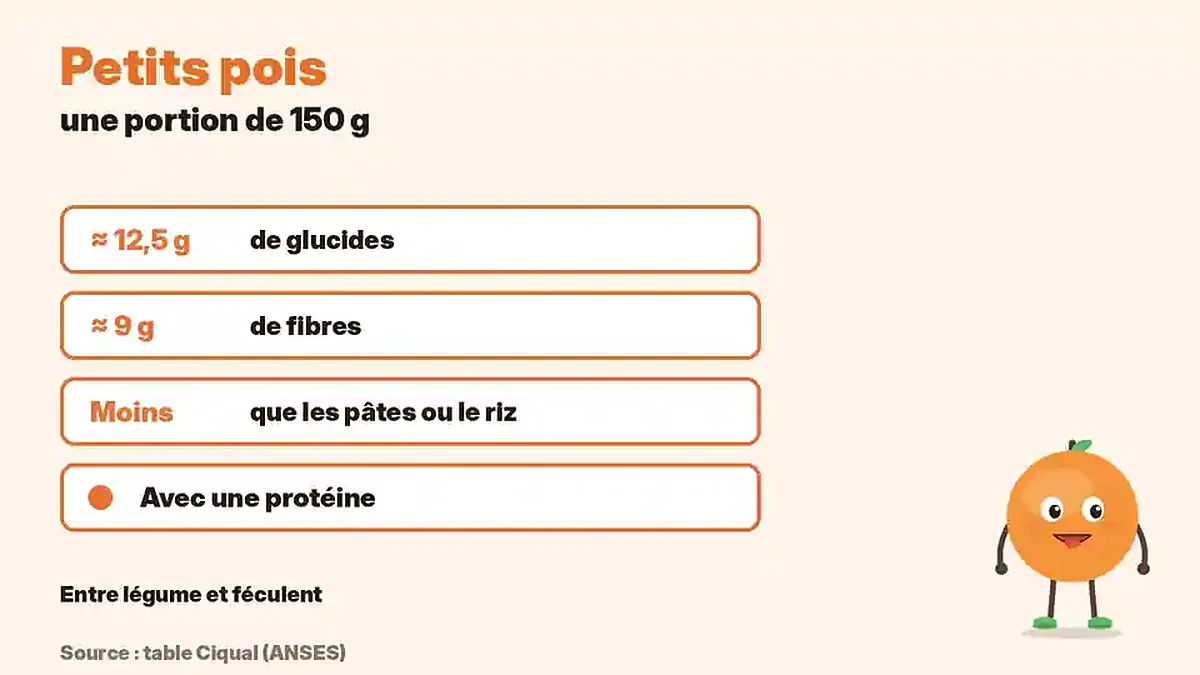 Petits pois
une portion de 150 g
≈ 12,5 g de glucides
≈ 9 g de fibres
Moins que les pâtes ou le riz
Avec une protéine
Entre légume et féculent
Source : table Ciqual (ANSES)